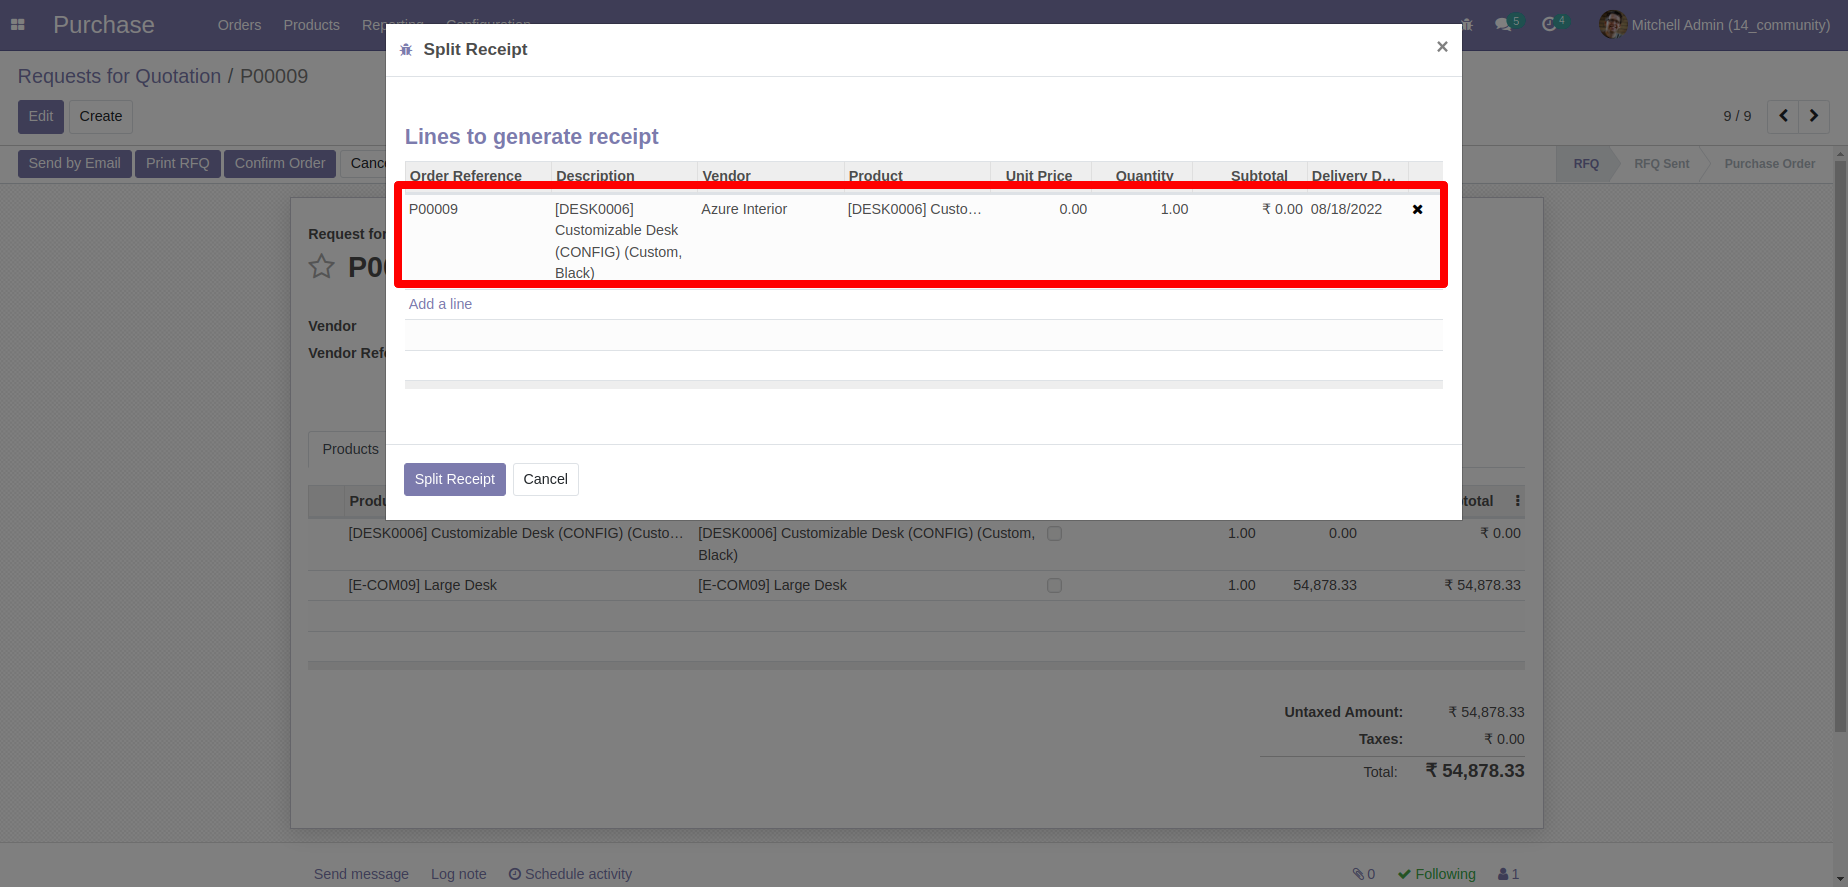 Purchase Orders Products Reporting Configuration 5 4 Mitchell Admin (14_community)
Split Receipt ×
Requests for Quotation / P00009
Edit Create 9 / 9
Lines to generate receipt
Send by Email Print RFQ Confirm Order Canc RFQ RFQ Sent Purchase Order
Order Reference Description Vendor Product Unit Price Quantity Subtotal Delivery D...
P00009 [DESK0006] Azure Interior [DESK0006] Custo... 0.00 1.00 ₹ 0.00 08/18/2022
Customizable Desk
(CONFIG) (Custom,
Black)
Request for
P00
Add a line
Vendor
Vendor Refe
Products
Split Receipt Cancel
Produ total
[DESK0006] Customizable Desk (CONFIG) (Custo... [DESK0006] Customizable Desk (CONFIG) (Custom, 1.00 0.00 ₹ 0.00
Black)
[E-COM09] Large Desk [E-COM09] Large Desk 1.00 54,878.33 ₹ 54,878.33
Untaxed Amount: ₹ 54,878.33
Taxes: ₹ 0.00
Total: ₹ 54,878.33
Send message Log note Schedule activity 0 Following 1